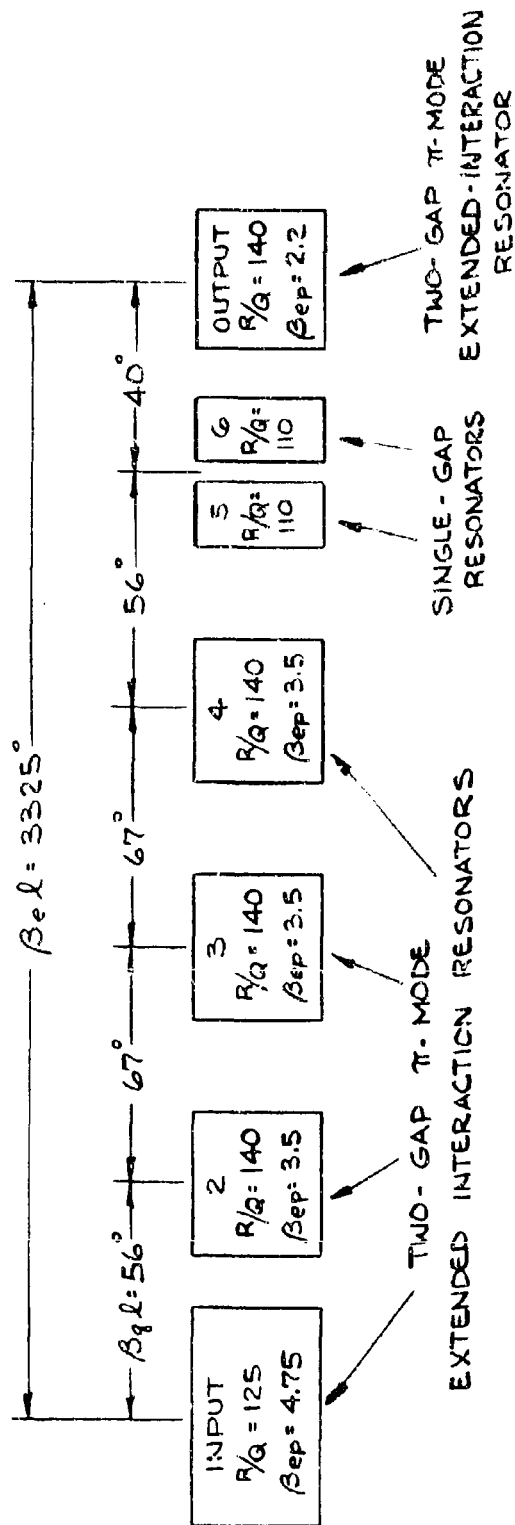 βeℓ = 3325°
βqℓ = 56°
67°
67°
56°
40°
INPUT
R/Q = 125
βep = 4.75
2
R/Q = 140
βep = 3.5
3
R/Q = 140
βep = 3.5
4
R/Q = 140
βep = 3.5
5
R/Q =
110
6
R/Q =
110
OUTPUT
R/Q = 140
βep = 2.2
TWO-GAP π-MODE
EXTENDED INTERACTION RESONATORS
SINGLE-GAP
RESONATORS
TWO-GAP π-MODE
EXTENDED-INTERACTION
RESONATOR